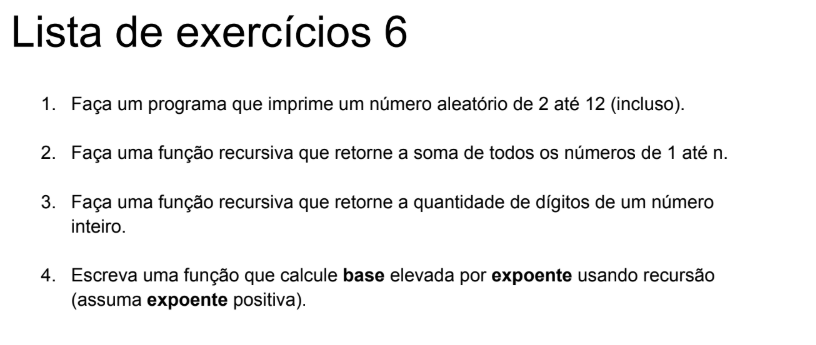 Lista de exercícios 6
1. Faça um programa que imprime um número aleatório de 2 até 12 (incluso).
2. Faça uma função recursiva que retorne a soma de todos os números de 1 até n.
3. Faça uma função recursiva que retorne a quantidade de dígitos de um número
inteiro.
4. Escreva uma função que calcule base elevada por expoente usando recursão
(assuma expoente positiva).